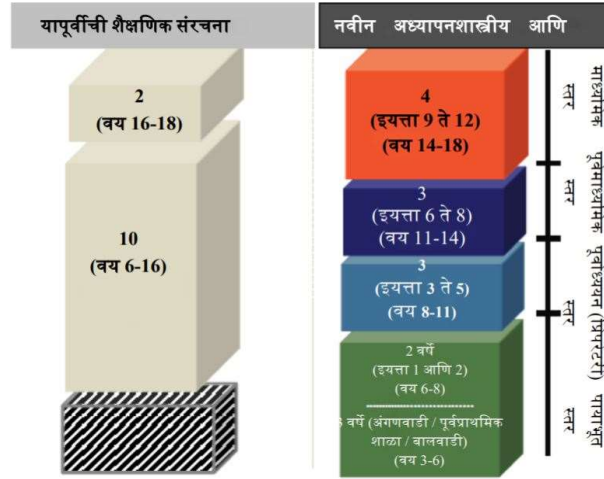 यापूर्वीची शैक्षणिक संरचना
2
(वय 16-18)
10
(वय 6-16)
नवीन अध्यापनशास्त्रीय आणि
4
(इयत्ता 9 ते 12)
(वय 14-18)
3
(इयत्ता 6 ते 8)
(वय 11-14)
3
(इयत्ता 3 ते 5)
(वय 8-11)
2 वर्षे
(इयत्ता 1 आणि 2)
(वय 6-8)
वर्षे (अंगणवाडी / पूर्वप्राथमिक
शाळा / बालवाडी)
(वय 3-6)
माध्यमिक
स्तर
पूर्वमाध्यमिक
स्तर
पूर्वाध्ययन
स्तर
पायाभूत
स्तर